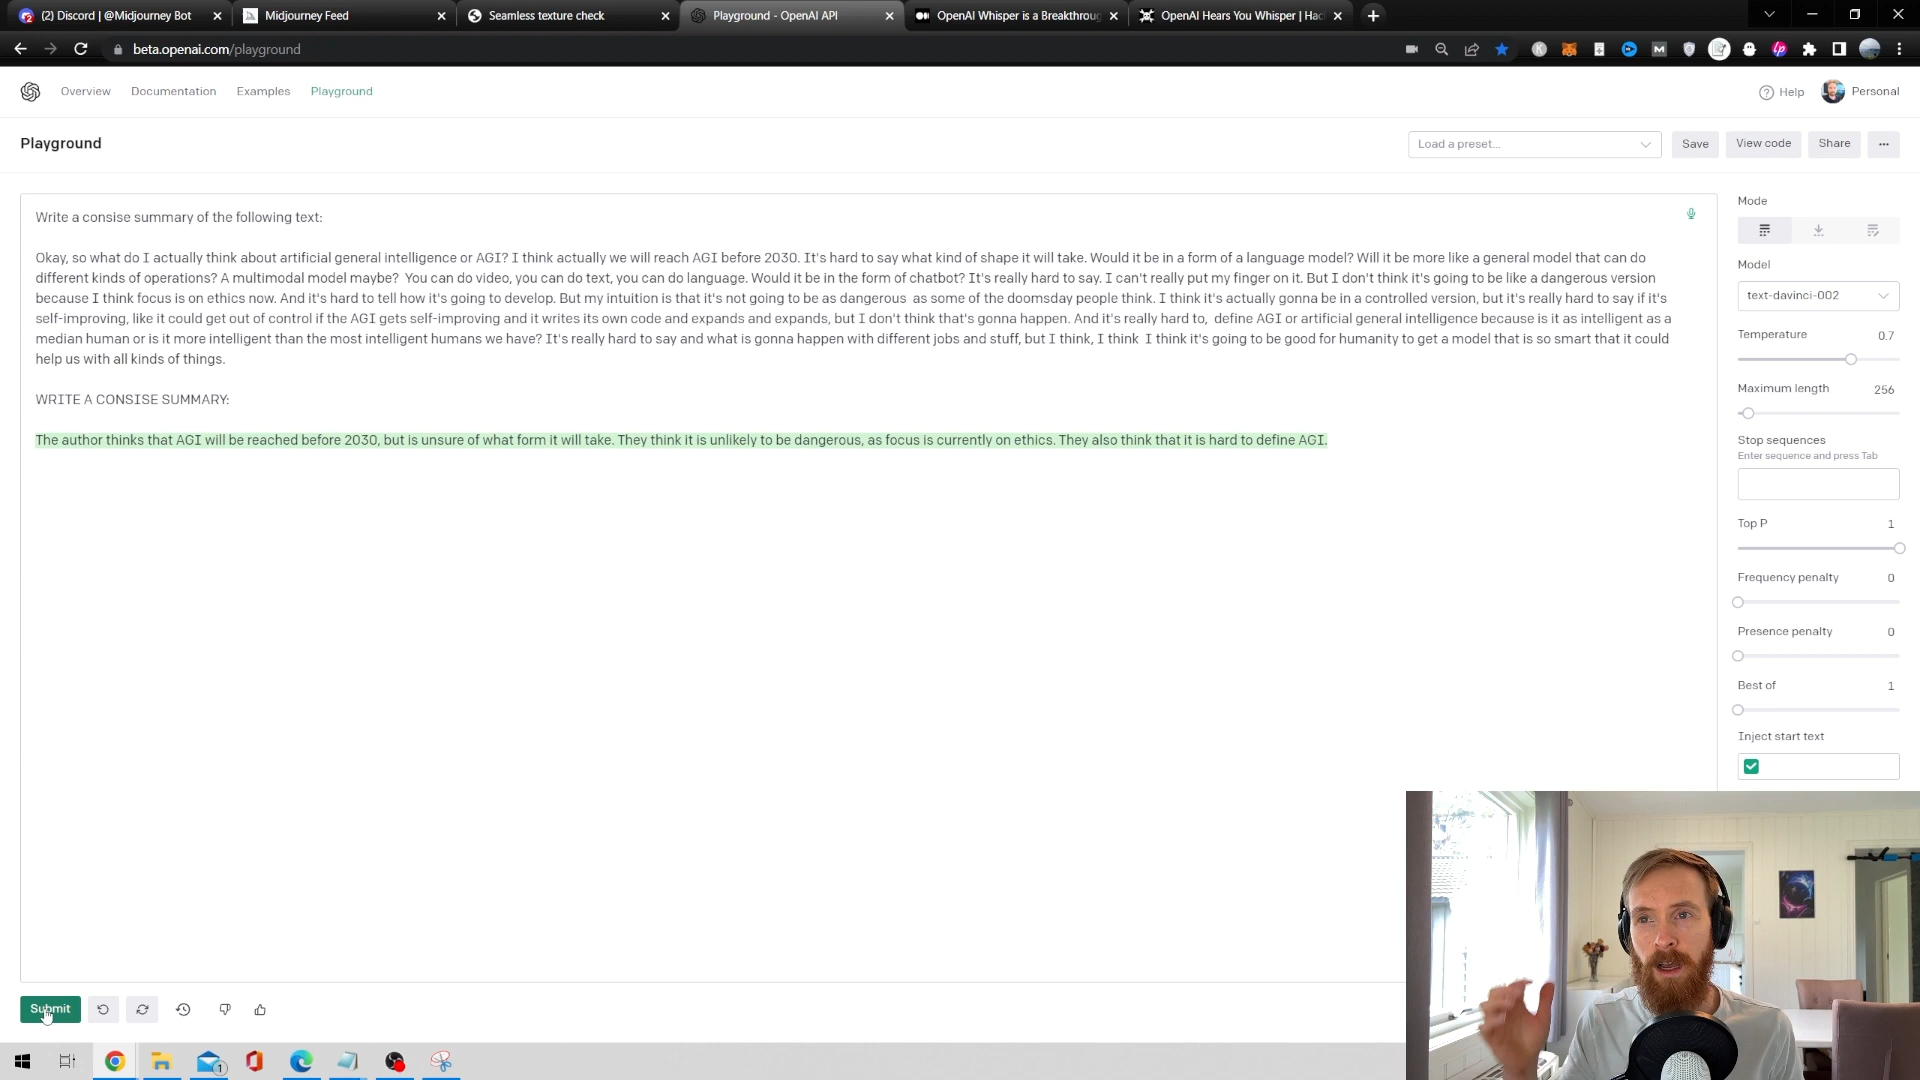 (2) Discord | @Midjourney Bot
Midjourney Feed
Seamless texture check
Playground - OpenAI API
OpenAI Whisper is a Breakthroug
OpenAI Hears You Whisper | Hac
beta.openai.com/playground
Overview
Documentation
Examples
Playground
Help
Personal
Playground
Load a preset...
Save
View code
Share
...
Write a consise summary of the following text:
Okay, so what do I actually think about artificial general intelligence or AGI? I think actually we will reach AGI before 2030. It's hard to say what kind of shape it will take. Would it be in a form of a language model? Will it be more like a general model that can do
different kinds of operations? A multimodal model maybe?  You can do video, you can do text, you can do language. Would it be in the form of chatbot? It's really hard to say. I can't really put my finger on it. But I don't think it's going to be like a dangerous version
because I think focus is on ethics now. And it's hard to tell how it's going to develop. But my intuition is that it's not going to be as dangerous  as some of the doomsday people think. I think it's actually gonna be in a controlled version, but it's really hard to say if it's
self-improving, like it could get out of control if the AGI gets self-improving and it writes its own code and expands and expands, but I don't think that's gonna happen. And it's really hard to,  define AGI or artificial general intelligence because is it as intelligent as a
median human or is it more intelligent than the most intelligent humans we have? It's really hard to say and what is gonna happen with different jobs and stuff, but I think, I think  I think it's going to be good for humanity to get a model that is so smart that it could
help us with all kinds of things.
WRITE A CONSISE SUMMARY:
The author thinks that AGI will be reached before 2030, but is unsure of what form it will take. They think it is unlikely to be dangerous, as focus is currently on ethics. They also think that it is hard to define AGI.
Mode
Model
text-davinci-002
Temperature 0.7
Maximum length 256
Stop sequences
Enter sequence and press Tab
Top P 1
Frequency penalty 0
Presence penalty 0
Best of 1
Inject start text
Submit
1